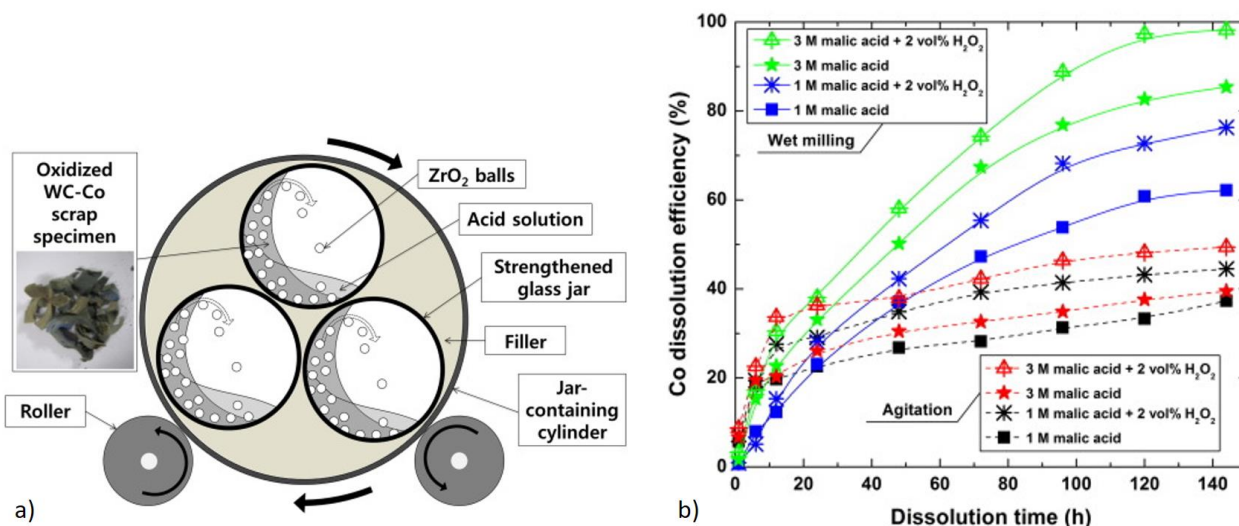 Oxidized
WC-Co
scrap
specimen
ZrO₂ balls
Acid solution
Strengthened
glass jar
Filler
Jar-
containing
cylinder
Roller
a)
Co dissolution efficiency (%)
100
80
60
40
20
0
3 M malic acid + 2 vol% H₂O₂
3 M malic acid
1 M malic acid + 2 vol% H₂O₂
1 M malic acid
Wet milling
3 M malic acid + 2 vol% H₂O₂
3 M malic acid
1 M malic acid + 2 vol% H₂O₂
1 M malic acid
Agitation
0 20 40 60 80 100 120 140
Dissolution time (h)
b)